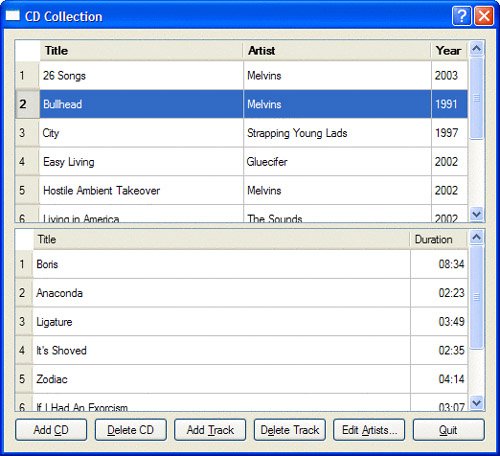 CD Collection
Title Artist Year
1 26 Songs Melvins 2003
2 Bullhead Melvins 1991
3 City Strapping Young Lads 1997
4 Easy Living Gluecifer 2002
5 Hostile Ambient Takeover Melvins 2002
6 Living in America The Sounds 2002
Title Duration
1 Boris 08:34
2 Anaconda 02:23
3 Ligature 03:49
4 It's Shoved 02:35
5 Zodiac 04:14
6 If I Had An Exorcism 03:07
Add CD Delete CD Add Track Delete Track Edit Artists... Quit